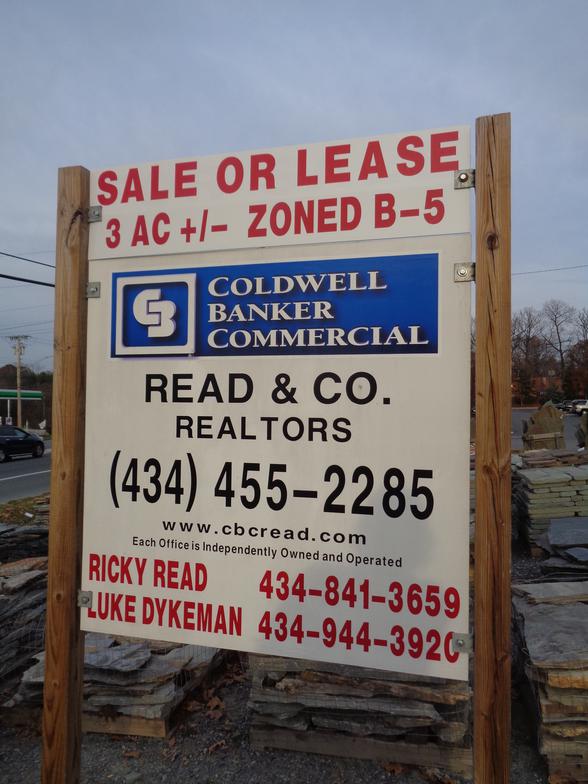 SALE OR LEASE
3 AC +/- ZONED B-5
CB
COLDWELL
BANKER
COMMERCIAL
READ & CO.
REALTORS
(434) 455-2285
www.cbcread.com
Each Office is Independently Owned and Operated
RICKY READ 434-841-3659
LUKE DYKEMAN 434-944-3920